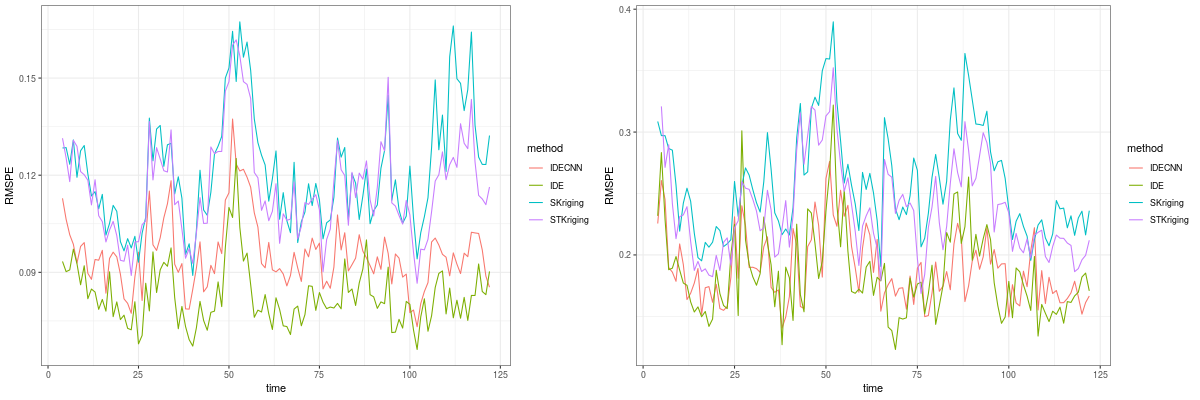 RMSPE
0.15
0.12
0.09
0
25
50
75
100
125
time
method
IDECNN
IDE
SKriging
STKriging
RMSPE
0.4
0.3
0.2
0
25
50
75
100
125
time
method
IDECNN
IDE
SKriging
STKriging